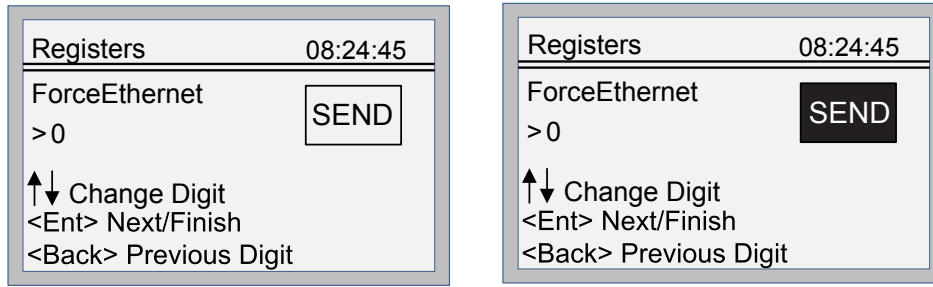 Registers 08:24:45
ForceEthernet
SEND
>0
↑↓ Change Digit
<Ent> Next/Finish
<Back> Previous Digit
Registers 08:24:45
ForceEthernet
SEND
>0
↑↓ Change Digit
<Ent> Next/Finish
<Back> Previous Digit